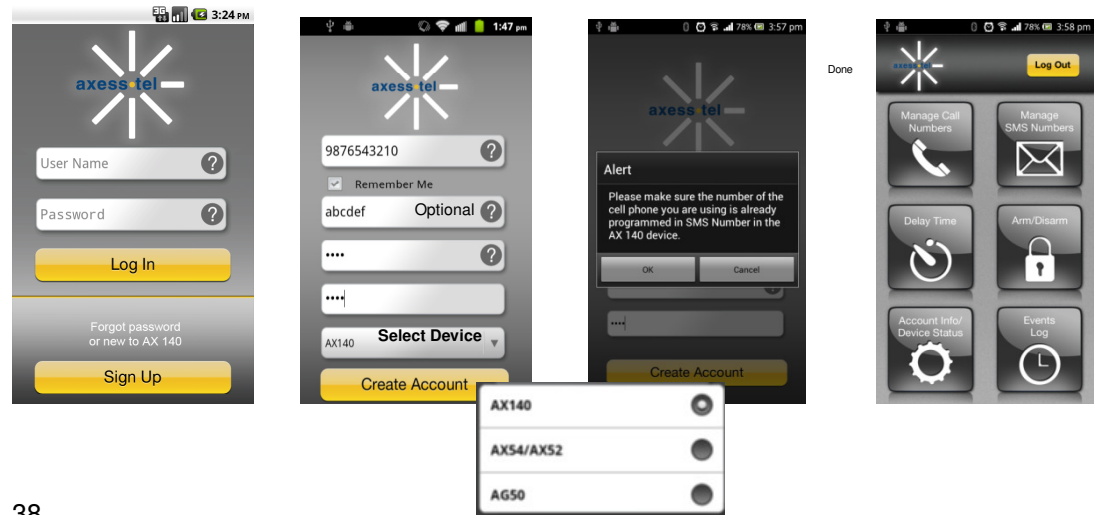 3G 3:24 PM
axess tel
User Name ?
Password ?
Log In
Forgot password
or new to AX 140
Sign Up
1:47 pm
axess tel
9876543210 ?
Remember Me
abcdef Optional ?
•••• ?
••••
AX140 Select Device
Create Account
78% 3:57 pm
axess tel
Alert
Please make sure the number of the
cell phone you are using is already
programmed in SMS Number in the
AX 140 device.
OK Cancel
••••
Create Account
AX140
AX54/AX52
AG50
Done
78% 3:58 pm
axess tel
Log Out
Manage Call
Numbers
Manage
SMS Numbers
Delay Time
Arm/Disarm
Account Info/
Device Status
Events
Log
38